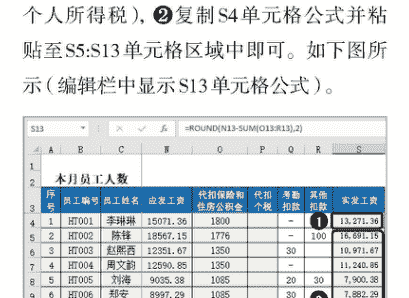 个人所得税），❷复制S4单元格公式并粘
贴至S5:S13单元格区域中即可。如下图所
示（编辑栏中显示S13单元格公式）。
S13 =ROUND(N13-SUM(O13:R13),2)
A B C N O P Q R S
1
2 本月员工人数
3 序号 员工编号 员工姓名 应发工资 代扣保险和住房公积金 代扣个税 考勤扣款 其他扣款 实发工资
4 1 HT001 李琳琳 15071.36 1800 - ❶ 13,271.36
5 2 HT002 陈锋 18567.15 1776 - 100 16,691.15
6 3 HT003 赵熙西 12351.67 1350 30 10,971.67
7 4 HT004 周文韵 12590.85 1350 - 11,240.85
8 5 HT005 刘海 9035.38 1085 20 30 7,900.38
6 HT006 郑安 8997.29 1085 30 7,882.29